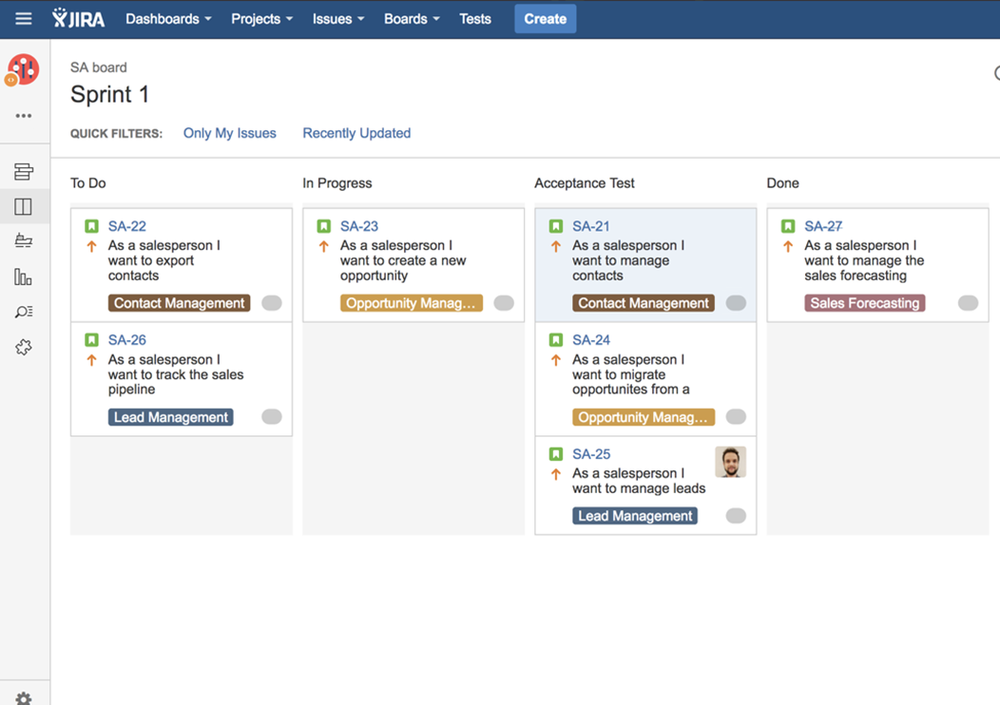 JIRA Dashboards Projects Issues Boards Tests Create
SA board
Sprint 1
QUICK FILTERS: Only My Issues Recently Updated
To Do
SA-22
As a salesperson I
want to export
contacts
Contact Management
SA-26
As a salesperson I
want to track the sales
pipeline
Lead Management
In Progress
SA-23
As a salesperson I
want to create a new
opportunity
Opportunity Manag...
Acceptance Test
SA-21
As a salesperson I
want to manage
contacts
Contact Management
SA-24
As a salesperson I
want to migrate
opportunites from a
Opportunity Manag...
SA-25
As a salesperson I
want to manage leads
Lead Management
Done
SA-27
As a salesperson I
want to manage the
sales forecasting
Sales Forecasting